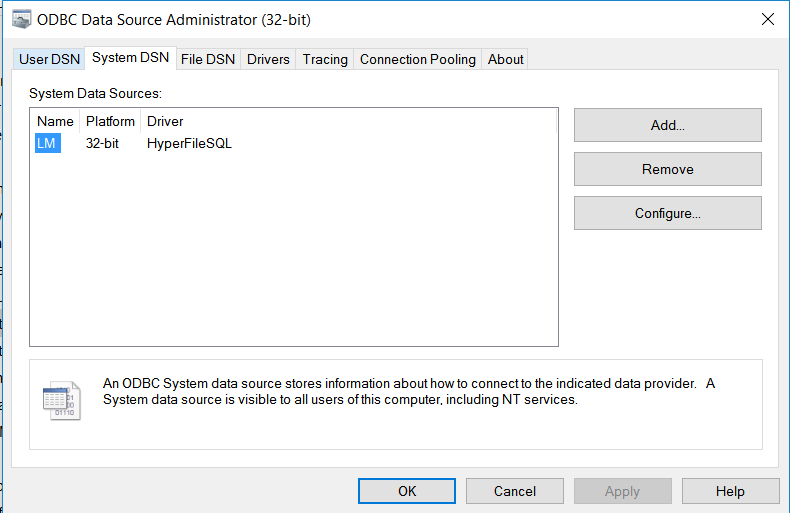 ODBC Data Source Administrator (32-bit)
User DSN System DSN File DSN Drivers Tracing Connection Pooling About
System Data Sources:
Name Platform Driver
LM 32-bit HyperFileSQL
Add...
Remove
Configure...
An ODBC System data source stores information about how to connect to the indicated data provider. A
System data source is visible to all users of this computer, including NT services.
OK Cancel Apply Help